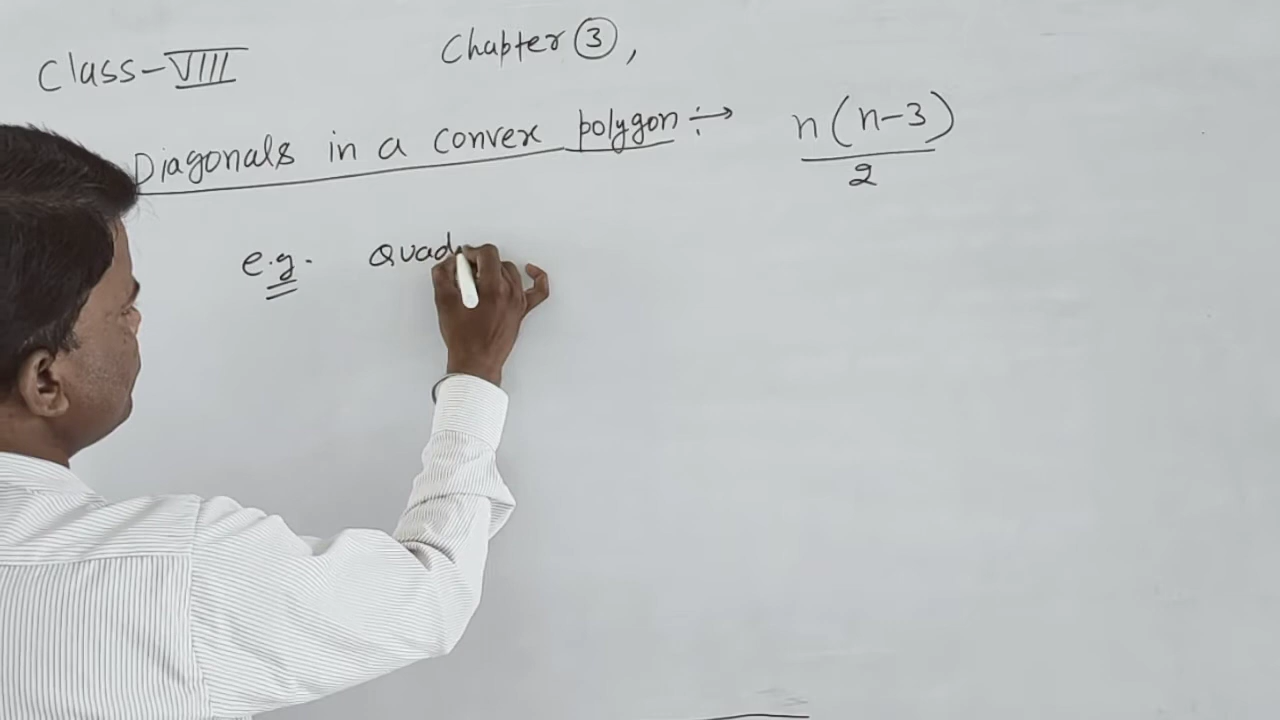 Class-VIII
Chapter 3,
Diagonals in a convex polygon :→ n(n-3)/2
e.g. Quad